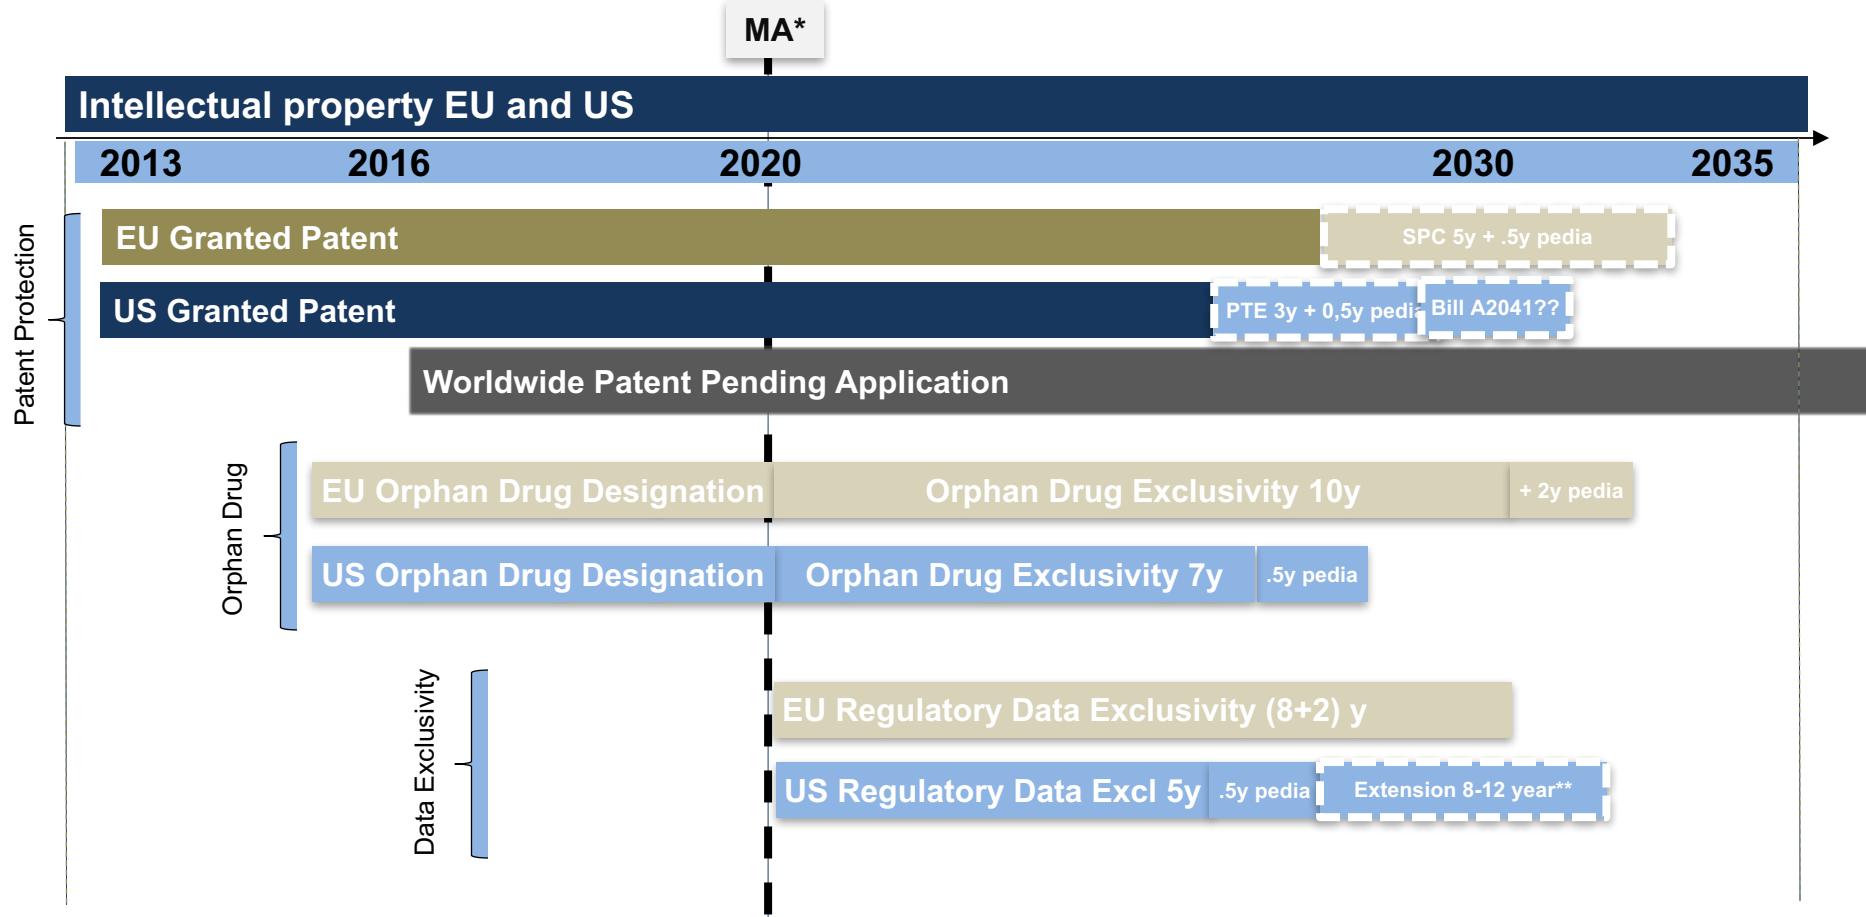 MA*
Intellectual property EU and US
2013 2016 2020 2030 2035
Patent Protection
EU Granted Patent SPC 5y + .5y pedia
US Granted Patent PTE 3y + 0,5y pedia Bill A2041??
Worldwide Patent Pending Application
Orphan Drug
EU Orphan Drug Designation Orphan Drug Exclusivity 10y + 2y pedia
US Orphan Drug Designation Orphan Drug Exclusivity 7y .5y pedia
Data Exclusivity
EU Regulatory Data Exclusivity (8+2) y
US Regulatory Data Excl 5y .5y pedia Extension 8-12 year**